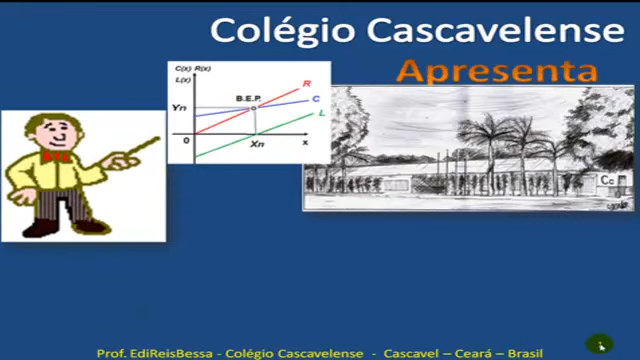 Colégio Cascavelense
Apresenta
C(x) R(x)
L(x)
R
B.E.P.
C
Yn
L
0
Xn
x
Cc
Prof. EdiReisBessa - Colégio Cascavelense - Cascavel – Ceará – Brasil